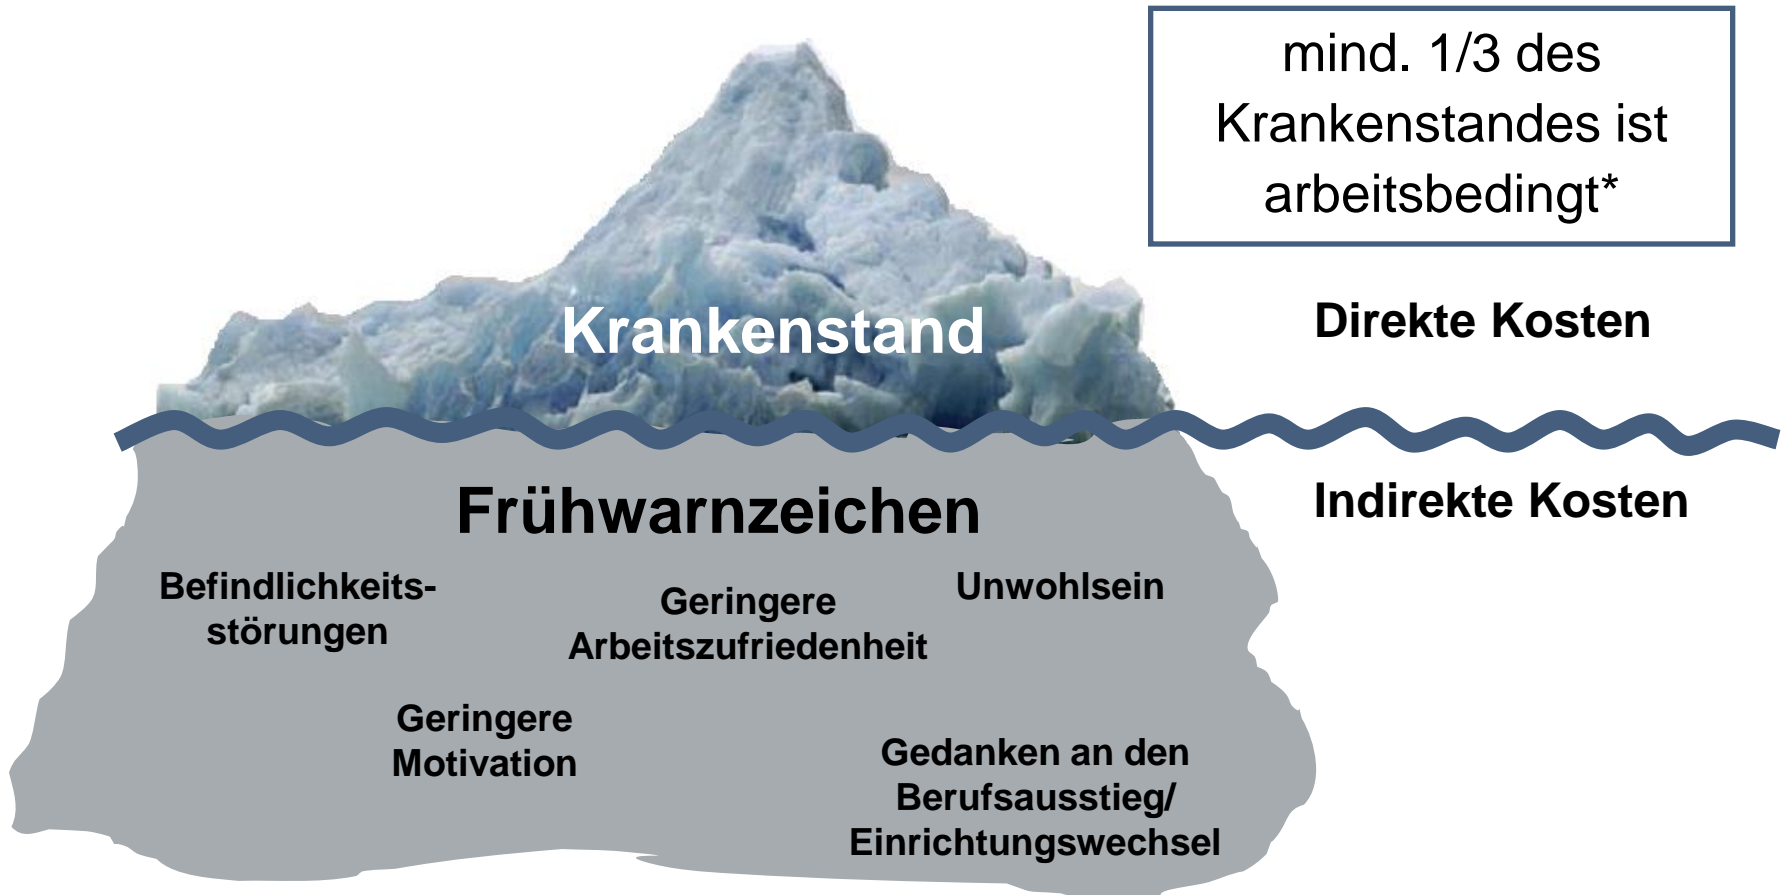 mind. 1/3 des
Krankenstandes ist
arbeitsbedingt*
Krankenstand
Direkte Kosten
Frühwarnzeichen
Indirekte Kosten
Befindlichkeits-
störungen
Geringere
Arbeitszufriedenheit
Unwohlsein
Geringere
Motivation
Gedanken an den
Berufsausstieg/
Einrichtungswechsel